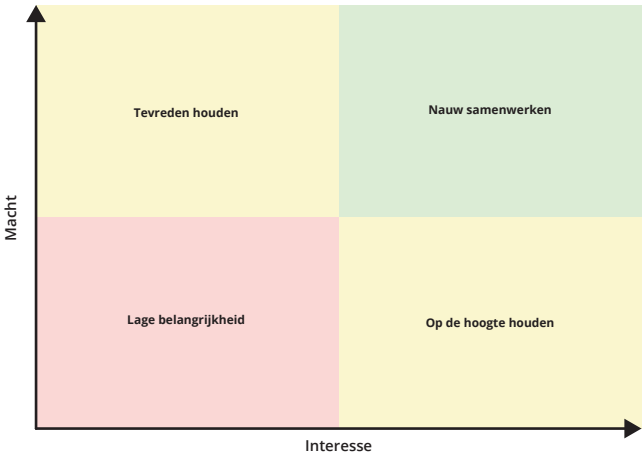 Tevreden houden
Nauw samenwerken
Macht
Lage belangrijkheid
Op de hoogte houden
Interesse